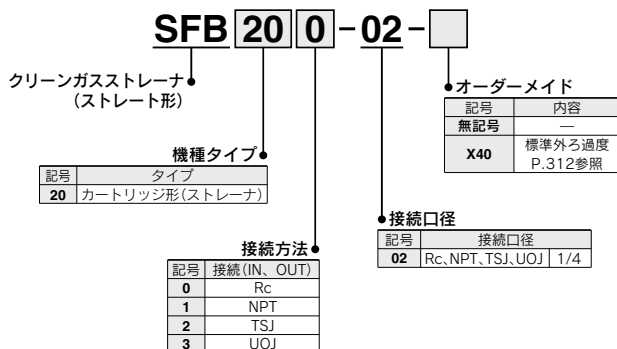 SFB 20 0 - 02 -
クリーンガスストレーナ
(ストレート形)
機種タイプ
記号 タイプ
20 カートリッジ形(ストレーナ)
接続方法
記号 接続(IN、OUT)
0 Rc
1 NPT
2 TSJ
3 UOJ
接続口径
記号 接続口径
02 Rc、NPT、TSJ、UOJ 1/4
オーダーメイド
記号 内容
無記号 —
X40 標準外ろ過度
P.312参照